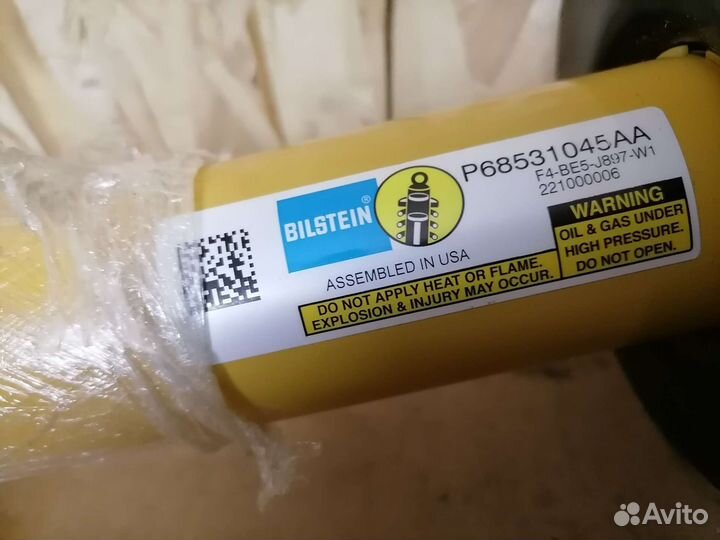 P68531045AA
F4-BE5-J897-W1
221000006
BILSTEIN®
ASSEMBLED IN USA
WARNING
OIL & GAS UNDER
HIGH PRESSURE.
DO NOT OPEN.
DO NOT APPLY HEAT OR FLAME.
EXPLOSION & INJURY MAY OCCUR.
Avito